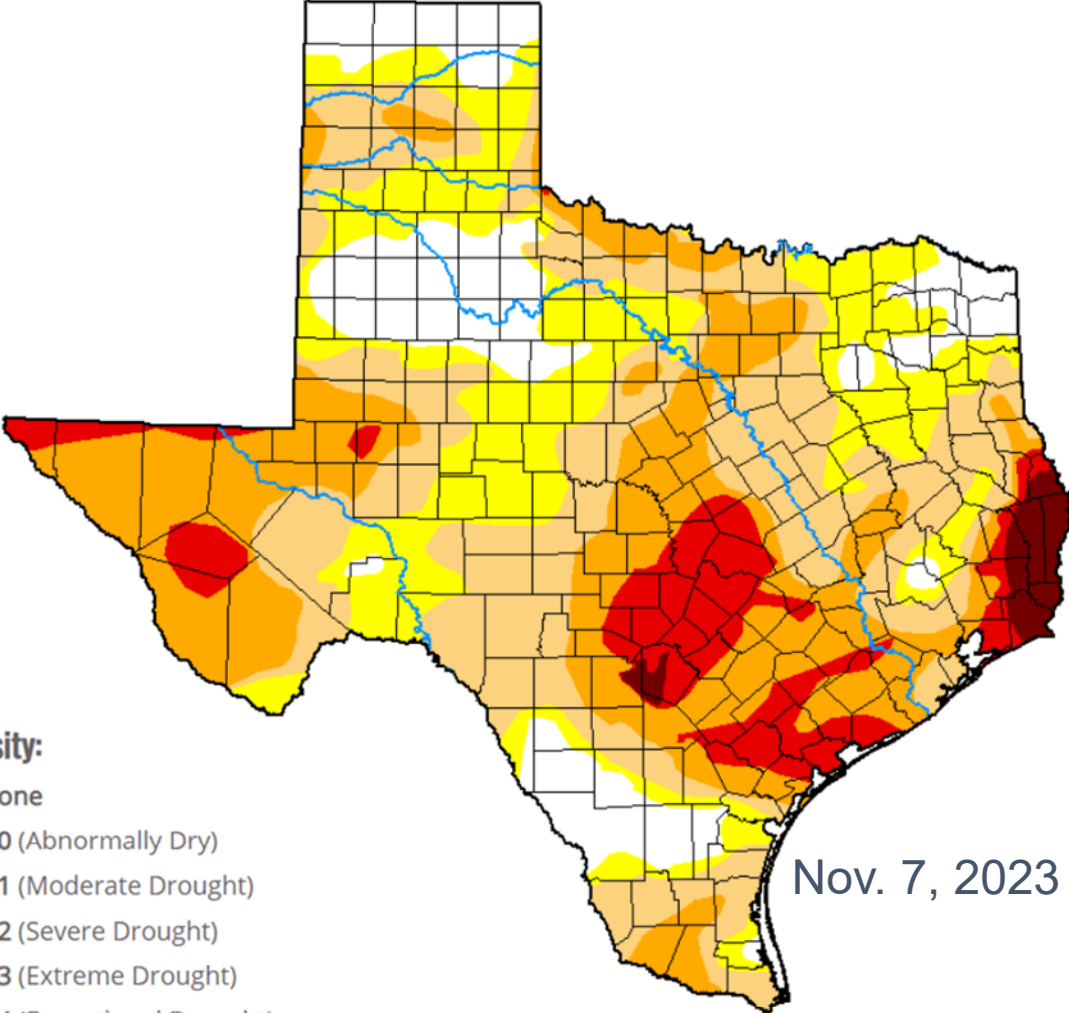 sity:
one
0 (Abnormally Dry)
1 (Moderate Drought)
2 (Severe Drought)
3 (Extreme Drought)
Nov. 7, 2023